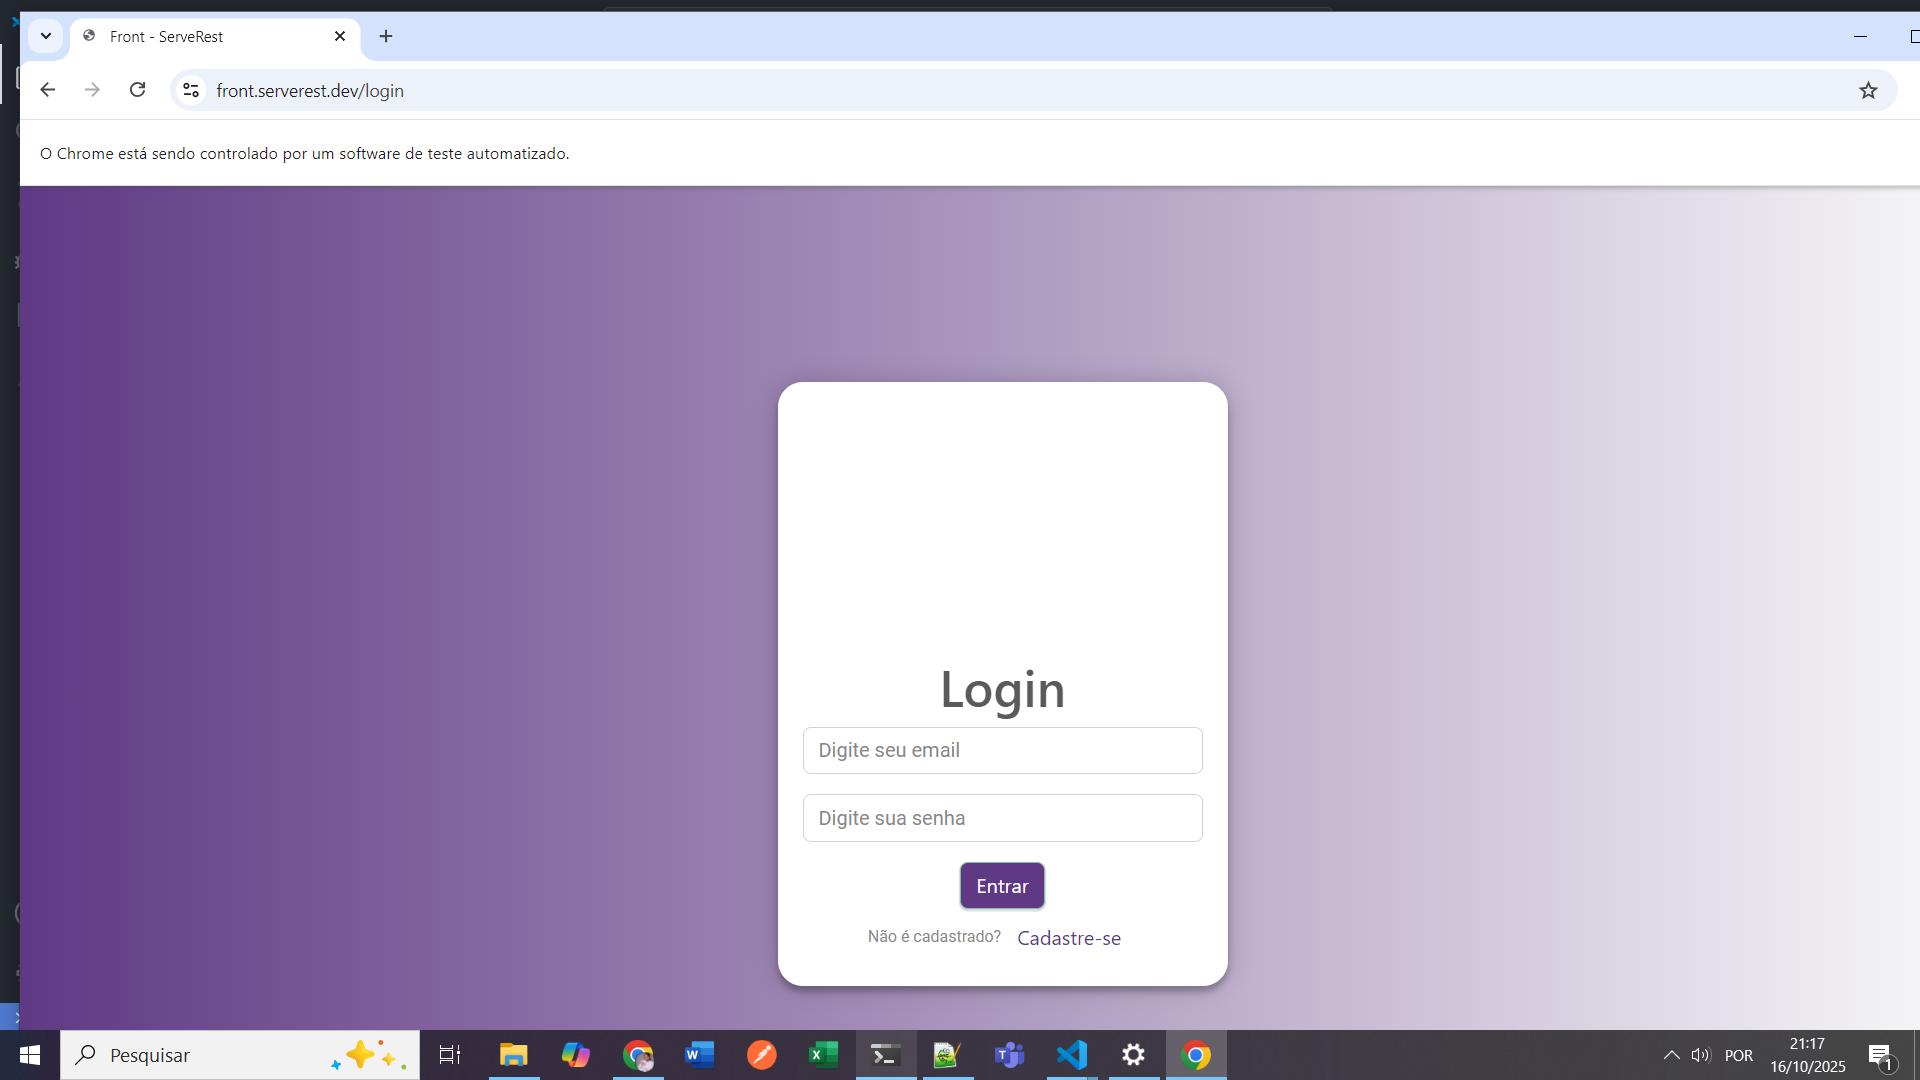 Front - ServeRest
front.serverest.dev/login
O Chrome está sendo controlado por um software de teste automatizado.
Login
Digite seu email
Digite sua senha
Entrar
Não é cadastrado? Cadastre-se
Pesquisar
POR
21:17
16/10/2025
1